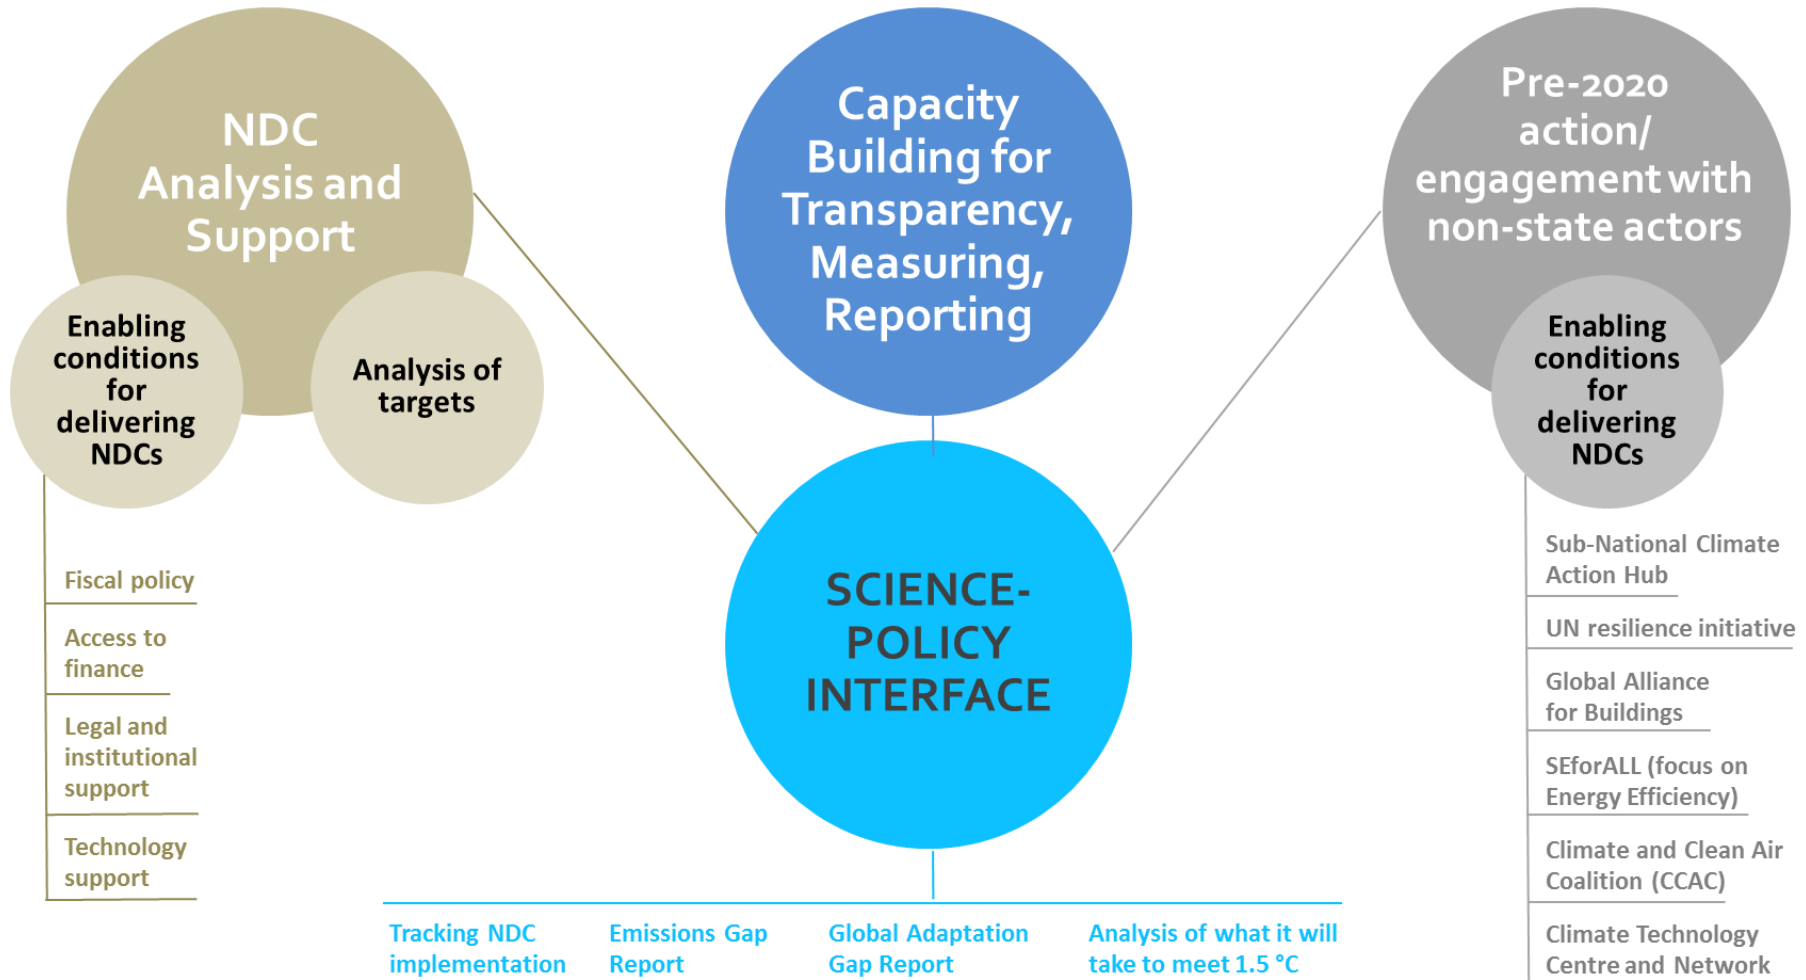 NDC
Analysis and
Support
Enabling
conditions
for
delivering
NDCs
Analysis of
targets
Fiscal policy
Access to
finance
Legal and
institutional
support
Technology
support
Capacity
Building for
Transparency,
Measuring,
Reporting
SCIENCE-
POLICY
INTERFACE
Tracking NDC
implementation
Emissions Gap
Report
Global Adaptation
Gap Report
Analysis of what it will
take to meet 1.5 °C
Pre-2020
action/
engagement with
non-state actors
Enabling
conditions
for
delivering
NDCs
Sub-National Climate
Action Hub
UN resilience initiative
Global Alliance
for Buildings
SEforALL (focus on
Energy Efficiency)
Climate and Clean Air
Coalition (CCAC)
Climate Technology
Centre and Network